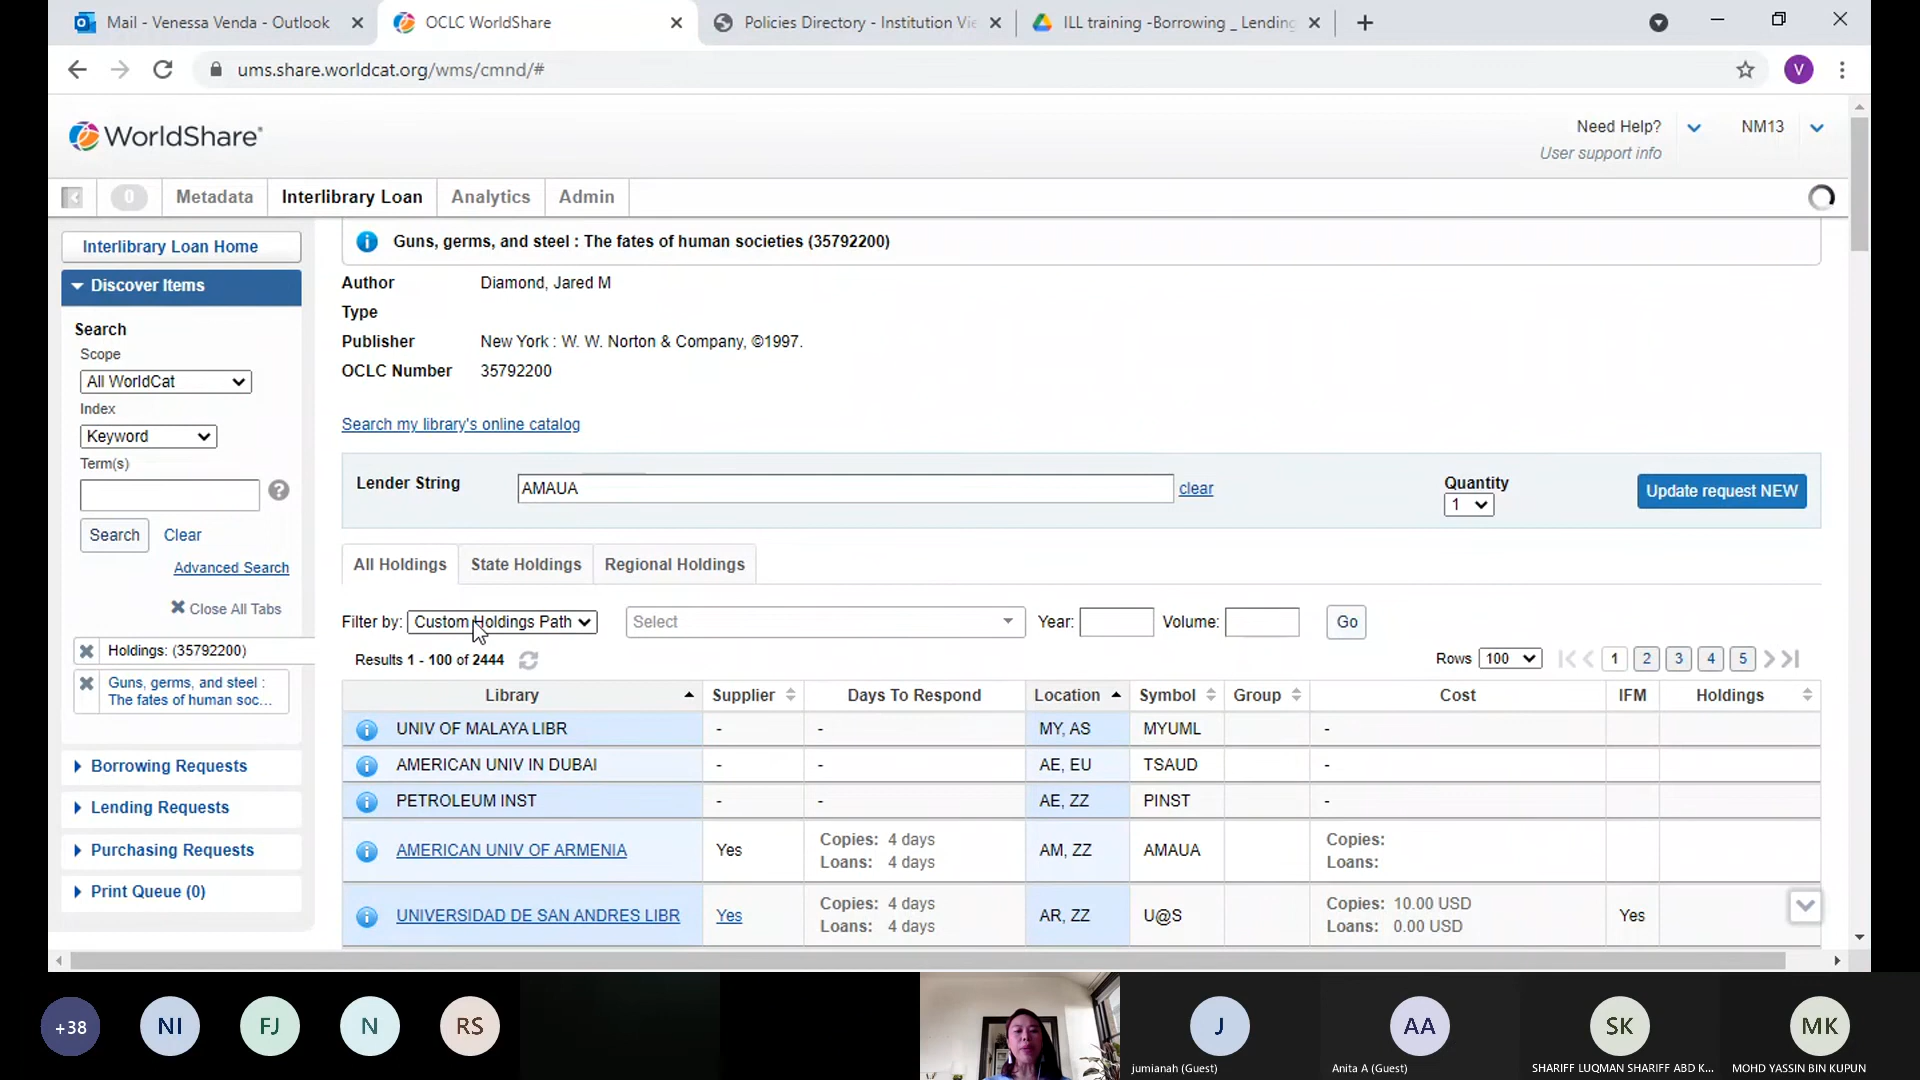 Mail - Venessa Venda - Outlook
OCLC WorldShare
Policies Directory - Institution Vie
ILL training -Borrowing _ Lending
ums.share.worldcat.org/wms/cmnd/#
V
WorldShare®
Need Help?
User support info
NM13
0
Metadata
Interlibrary Loan
Analytics
Admin
Interlibrary Loan Home
Discover Items
Search
Scope
All WorldCat
Index
Keyword
Term(s)
Search
Clear
Advanced Search
Close All Tabs
Holdings: (35792200)
Guns, germs, and steel :
The fates of human soc...
Borrowing Requests
Lending Requests
Purchasing Requests
Print Queue (0)
Guns, germs, and steel : The fates of human societies (35792200)
Author Diamond, Jared M
Type
Publisher New York : W. W. Norton & Company, ©1997.
OCLC Number 35792200
Search my library's online catalog
Lender String AMAUA clear
Quantity
1
Update request NEW
All Holdings State Holdings Regional Holdings
Filter by: Custom Holdings Path Select Year: Volume: Go
Results 1 - 100 of 2444
Rows 100 1 2 3 4 5
Library Supplier Days To Respond Location Symbol Group Cost IFM Holdings
UNIV OF MALAYA LIBR - - MY, AS MYUML -
AMERICAN UNIV IN DUBAI - - AE, EU TSAUD -
PETROLEUM INST - - AE, ZZ PINST -
AMERICAN UNIV OF ARMENIA Yes Copies: 4 days AM, ZZ AMAUA Copies:
Loans: 4 days Loans:
UNIVERSIDAD DE SAN ANDRES LIBR Yes Copies: 4 days AR, ZZ U@S Copies: 10.00 USD Yes
Loans: 4 days Loans: 0.00 USD
+38
NI
FJ
N
RS
J
AA
SK
MK
jumianah (Guest)
Anita A (Guest)
SHARIFF LUQMAN SHARIFF ABD K...
MOHD YASSIN BIN KUPUN